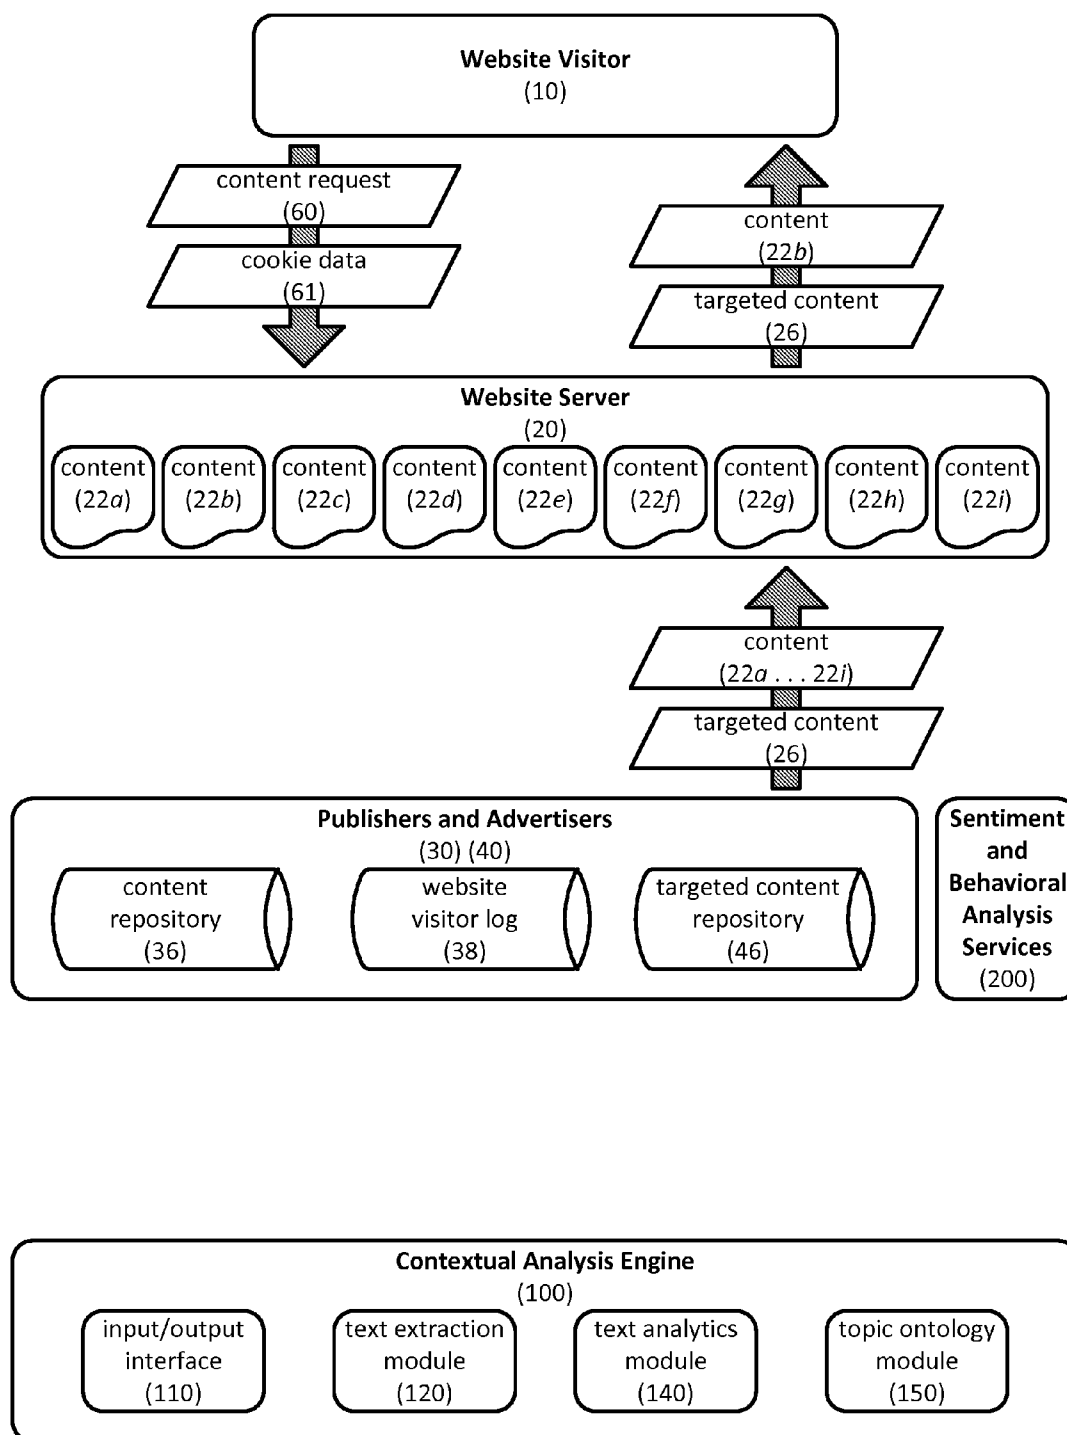 Website Visitor
(10)
content request
(60)
cookie data
(61)
content
(22b)
targeted content
(26)
Website Server
(20)
content
(22a)
content
(22b)
content
(22c)
content
(22d)
content
(22e)
content
(22f)
content
(22g)
content
(22h)
content
(22i)
content
(22a . . . 22i)
targeted content
(26)
Publishers and Advertisers
(30) (40)
content
repository
(36)
website
visitor log
(38)
targeted content
repository
(46)
Sentiment
and
Behavioral
Analysis
Services
(200)
Contextual Analysis Engine
(100)
input/output
interface
(110)
text extraction
module
(120)
text analytics
module
(140)
topic ontology
module
(150)